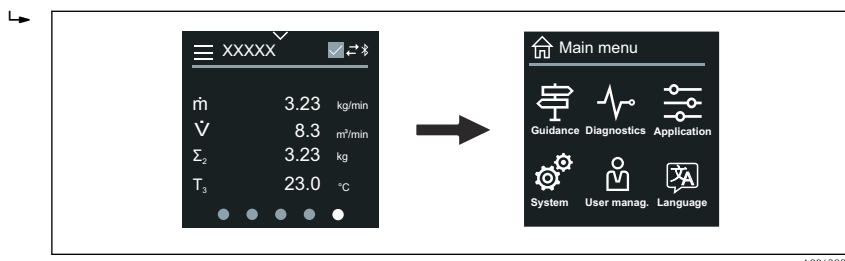 XXXXX
ṁ 3.23 kg/min
V̇ 8.3 m³/min
Σ₂ 3.23 kg
T₃ 23.0 °C
Main menu
Guidance Diagnostics Application
System User manag. Language